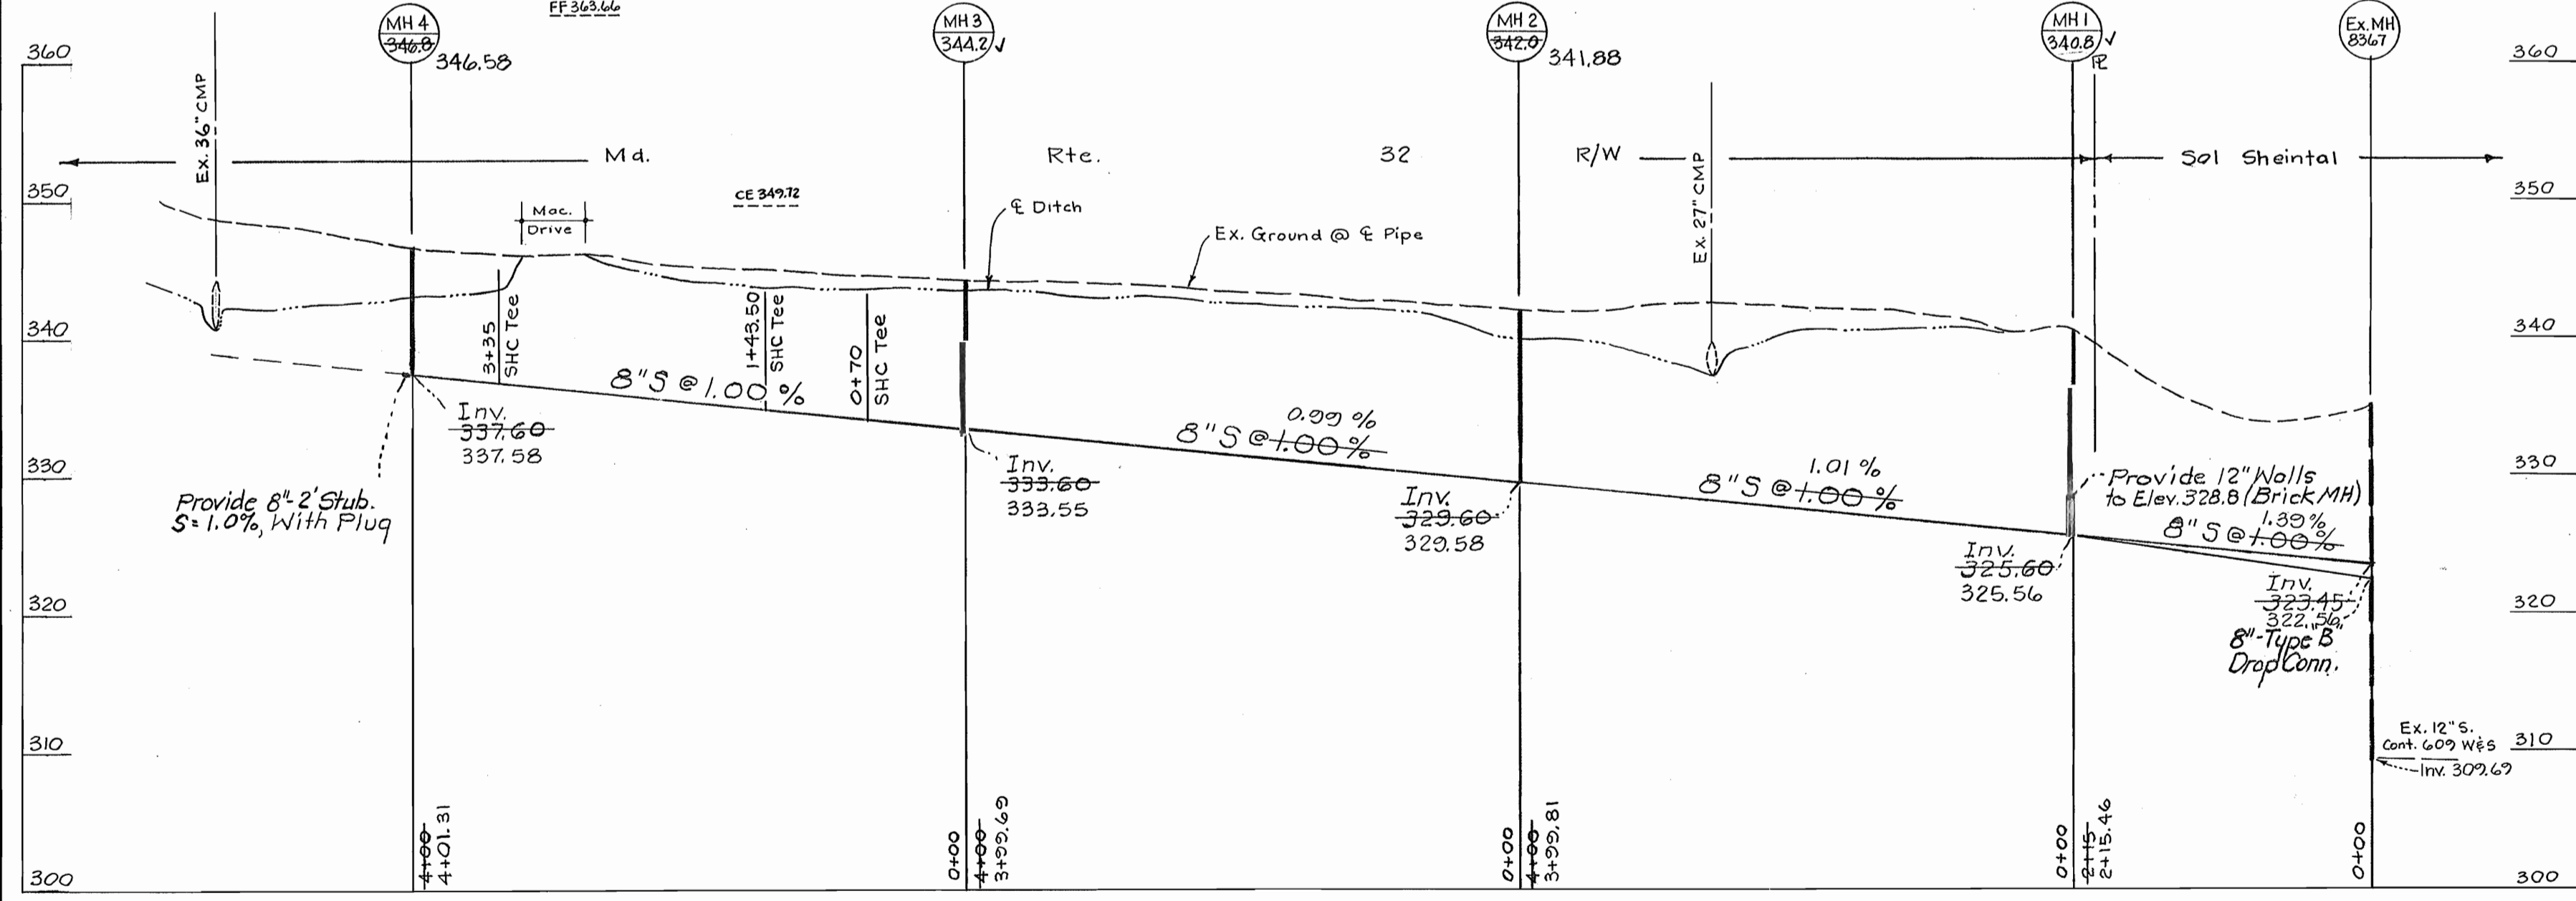 FF 363.66
MH 4
346.8
346.58
MH 3
344.2 ✓
MH 2
342.0
341.88
MH 1
340.8 ✓
Ex. MH
8367
360
360
PL
Ex. 36" CMP
Md.
Rte.
32
R/W
Ex. 27" CMP
Sol Sheintal
350
350
CE 349.72
Mac.
Drive
℄ Ditch
Ex. Ground @ ℄ Pipe
340
340
3+35
SHC Tee
1+43.50
SHC Tee
0+70
SHC Tee
8"S @ 1.00 %
Inv.
337.60
337.58
0.99 %
8"S @ 1.00 %
330
330
Inv.
333.60
333.55
Inv.
329.60
329.58
1.01 %
8"S @ 1.00 %
Provide 12" Walls
to Elev. 328.8 (Brick MH)
1.39%
8"S @ 1.00%
Provide 8"-2' Stub.
S=1.0%, With Plug
Inv.
325.60
325.56
Inv.
323.45
322.56
8"-Type "B"
Drop Conn.
320
320
310
310
Ex. 12" S.
Cont. 609 W&S
Inv. 309.69
4+00
4+01.31
0+00
4+00
3+99.69
0+00
4+00
3+99.81
0+00
2+15
2+15.46
0+00
300
300